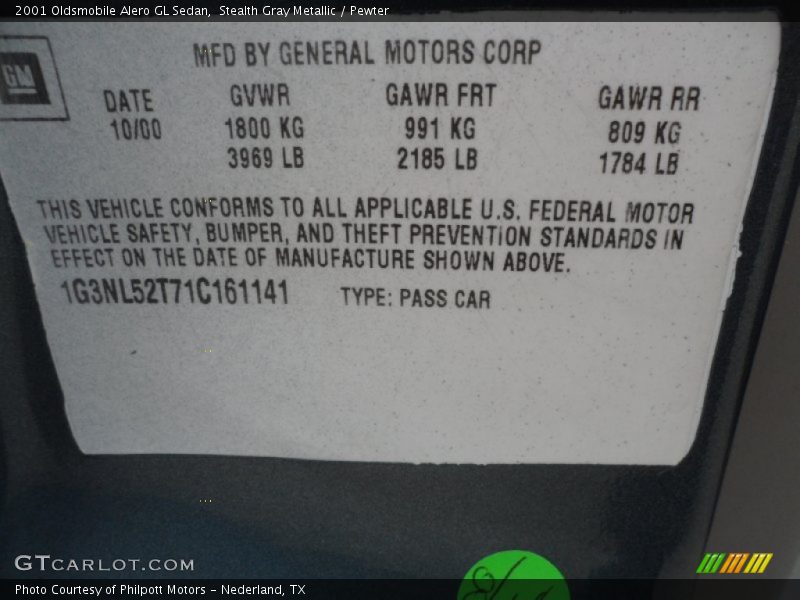 2001 Oldsmobile Alero GL Sedan, Stealth Gray Metallic / Pewter
MFD BY GENERAL MOTORS CORP
GM
DATE GVWR GAWR FRT GAWR RR
10/00 1800 KG 991 KG 809 KG
3969 LB 2185 LB 1784 LB
THIS VEHICLE CONFORMS TO ALL APPLICABLE U.S. FEDERAL MOTOR
VEHICLE SAFETY, BUMPER, AND THEFT PREVENTION STANDARDS IN
EFFECT ON THE DATE OF MANUFACTURE SHOWN ABOVE.
1G3NL52T71C161141 TYPE: PASS CAR
GTCARLOT.COM
Photo Courtesy of Philpott Motors - Nederland, TX